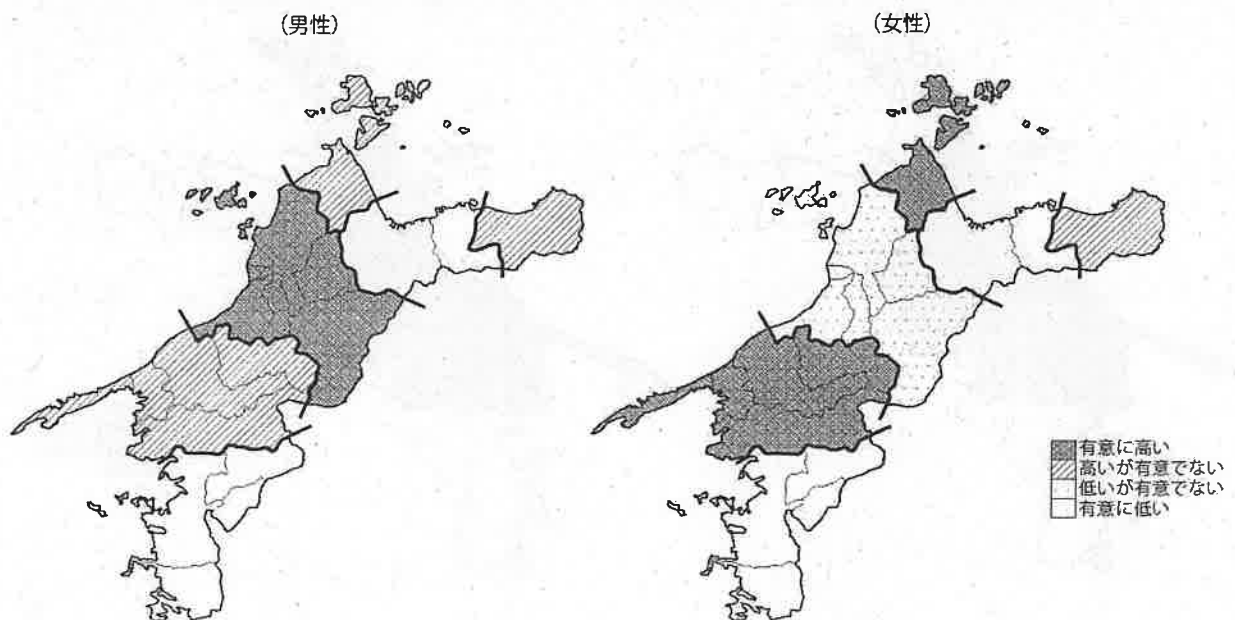 (男性)
(女性)
有意に高い
高いが有意でない
低いが有意でない
有意に低い